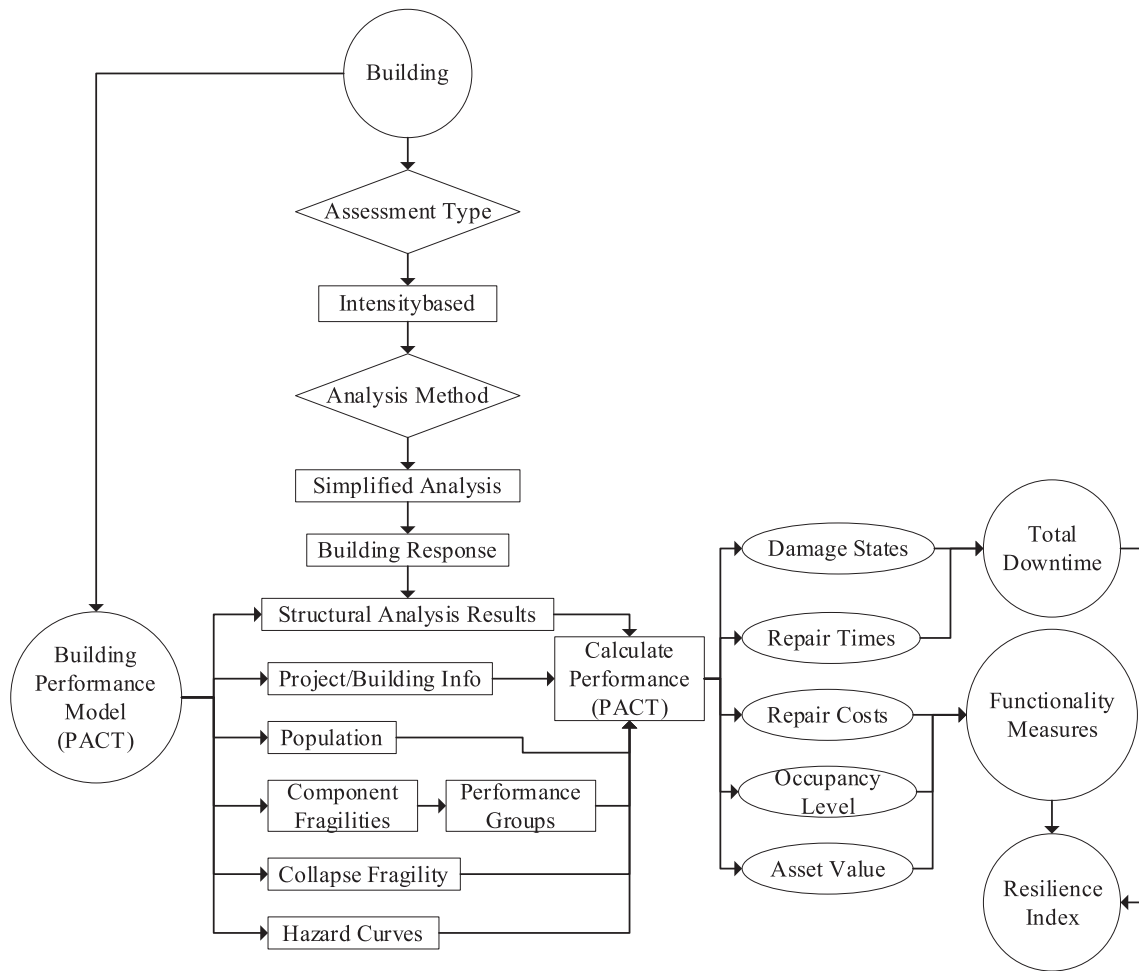 Building
Assessment Type
Intensitybased
Analysis Method
Simplified Analysis
Building Response
Building
Performance
Model
(PACT)
Structural Analysis Results
Project/Building Info
Population
Component
Fragilities
Performance
Groups
Collapse Fragility
Hazard Curves
Calculate
Performance
(PACT)
Damage States
Repair Times
Repair Costs
Occupancy
Level
Asset Value
Total
Downtime
Functionality
Measures
Resilience
Index